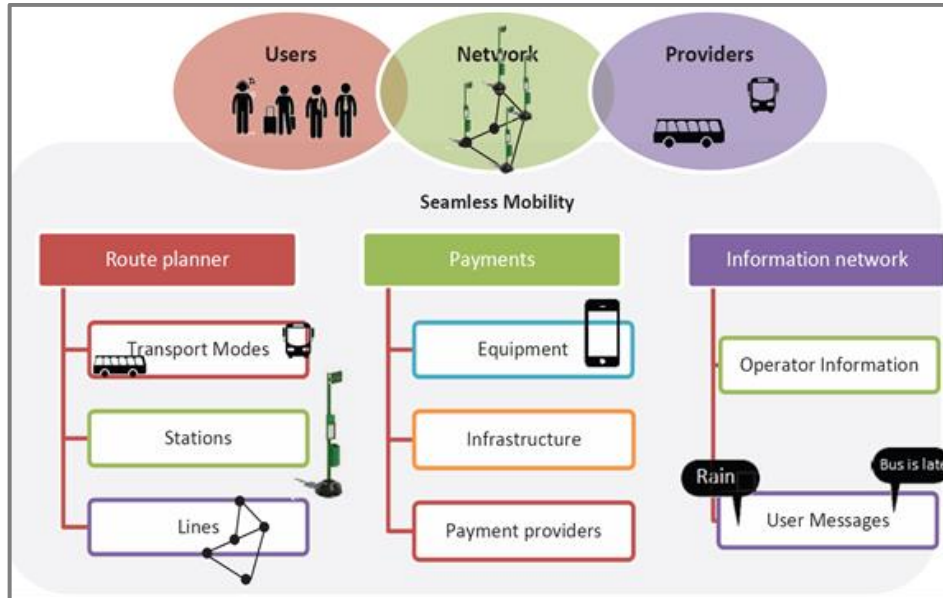 Users
Network
Providers
Seamless Mobility
Route planner
Payments
Information network
Transport Modes
Equipment
Operator Information
Stations
Infrastructure
Rain
Bus is late
Lines
Payment providers
User Messages